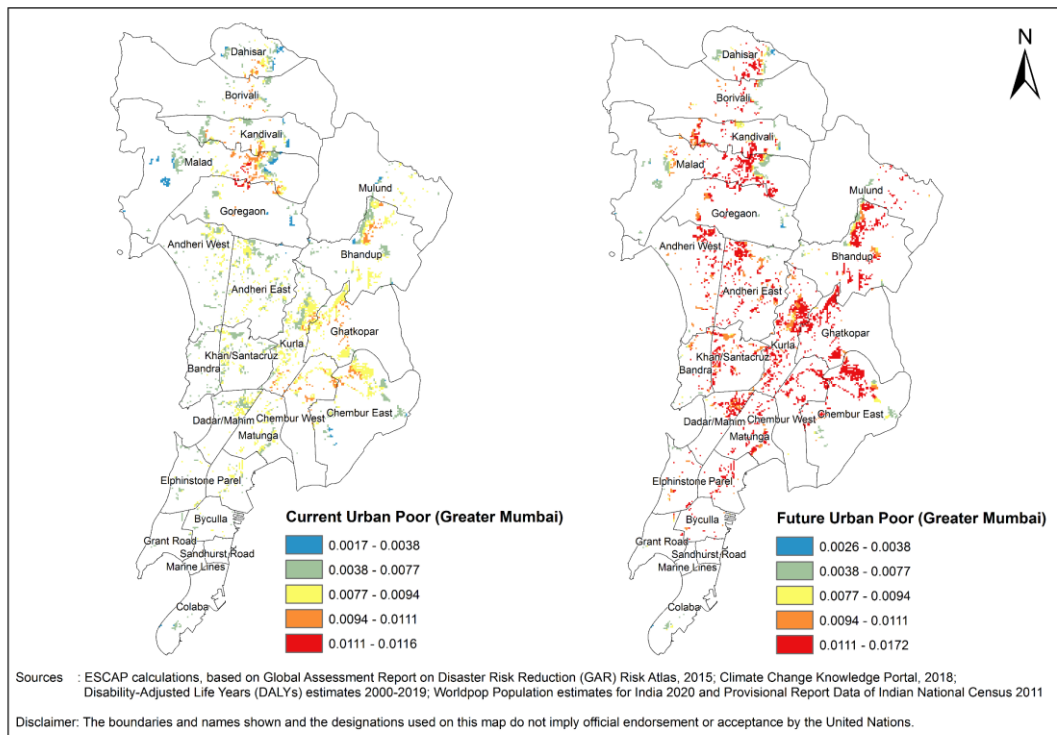 N
Dahisar
Borivali
Kandivali
Malad
Mulund
Goregaon
Andheri West
Bhandup
Andheri East
Ghatkopar
Kurla
Khan/Santacruz
Bandra
Chembur East
Dadar/Mahim
Chembur West
Matunga
Elphinstone Parel
Byculla
Grant Road
Sandhurst Road
Marine Lines
Colaba
Current Urban Poor (Greater Mumbai)
0.0017 - 0.0038
0.0038 - 0.0077
0.0077 - 0.0094
0.0094 - 0.0111
0.0111 - 0.0116
Dahisar
Borivali
Kandivali
Malad
Mulund
Goregaon
Andheri West
Bhandup
Andheri East
Ghatkopar
Kurla
Khan/Santacruz
Bandra
Chembur East
Dadar/Mahim
Chembur West
Matunga
Elphinstone Parel
Byculla
Grant Road
Sandhurst Road
Marine Lines
Colaba
Future Urban Poor (Greater Mumbai)
0.0026 - 0.0038
0.0038 - 0.0077
0.0077 - 0.0094
0.0094 - 0.0111
0.0111 - 0.0172
Sources : ESCAP calculations, based on Global Assessment Report on Disaster Risk Reduction (GAR) Risk Atlas, 2015; Climate Change Knowledge Portal, 2018;
Disability-Adjusted Life Years (DALYs) estimates 2000-2019; Worldpop Population estimates for India 2020 and Provisional Report Data of Indian National Census 2011
Disclaimer: The boundaries and names shown and the designations used on this map do not imply official endorsement or acceptance by the United Nations.